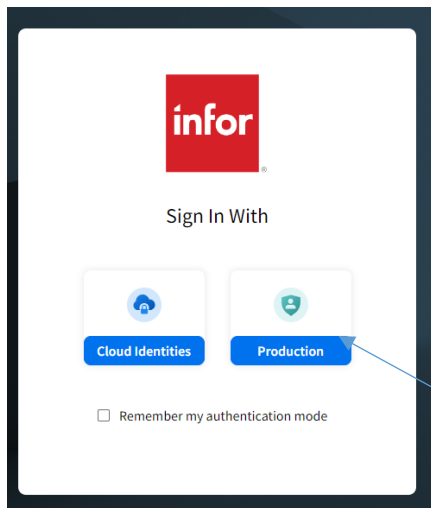 infor
®
Sign In With
Cloud Identities
Production
Remember my authentication mode